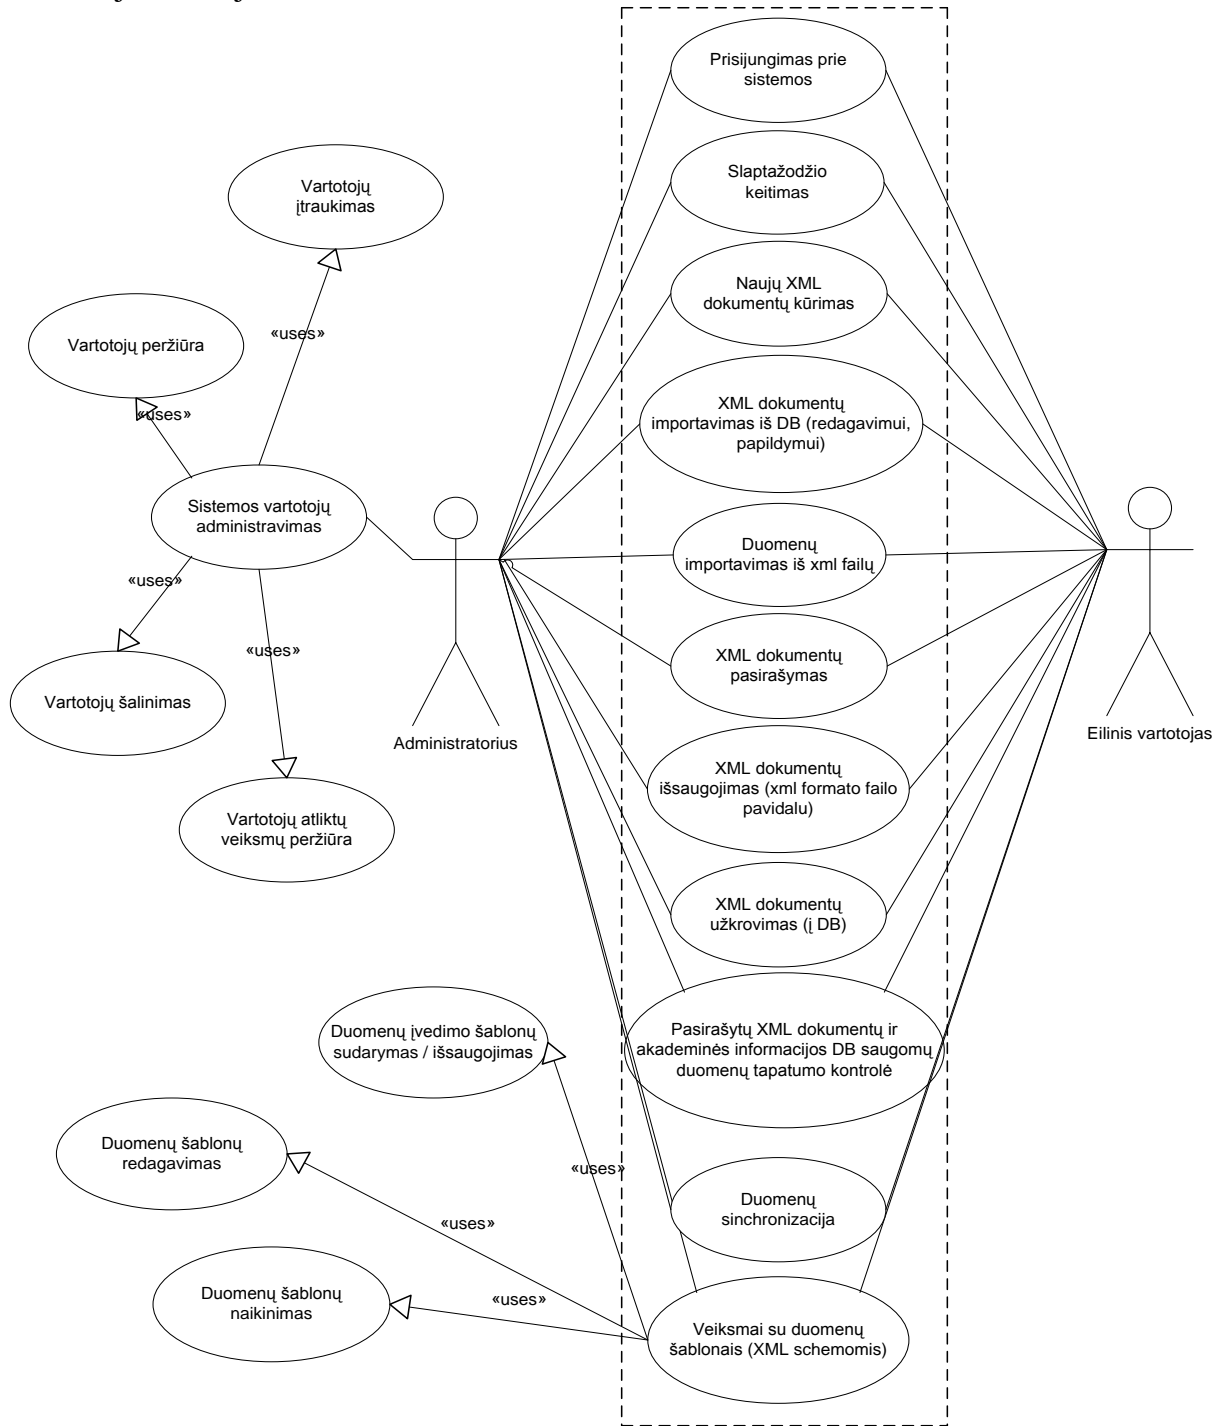 Prisijungimas prie
sistemos
Slaptažodžio
keitimas
Vartotojų
įtraukimas
Naujų XML
dokumentų kūrimas
«uses»
Vartotojų peržiūra
«uses»
XML dokumentų
importavimas iš DB (redagavimui,
papildymui)
Sistemos vartotojų
administravimas
Duomenų
importavimas iš xml failų
«uses»
«uses»
XML dokumentų
pasirašymas
Vartotojų šalinimas
Administratorius
Eilinis vartotojas
XML dokumentų
išsaugojimas (xml formato failo
pavidalu)
Vartotojų atliktų
veiksmų peržiūra
XML dokumentų
užkrovimas (į DB)
Duomenų įvedimo šablonų
sudarymas / išsaugojimas
Pasirašytų XML dokumentų ir
akademinės informacijos DB saugomų
duomenų tapatumo kontrolė
Duomenų šablonų
redagavimas
«uses»
Duomenų
sinchronizacija
«uses»
Duomenų šablonų
naikinimas
«uses»
Veiksmai su duomenų
šablonais (XML schemomis)